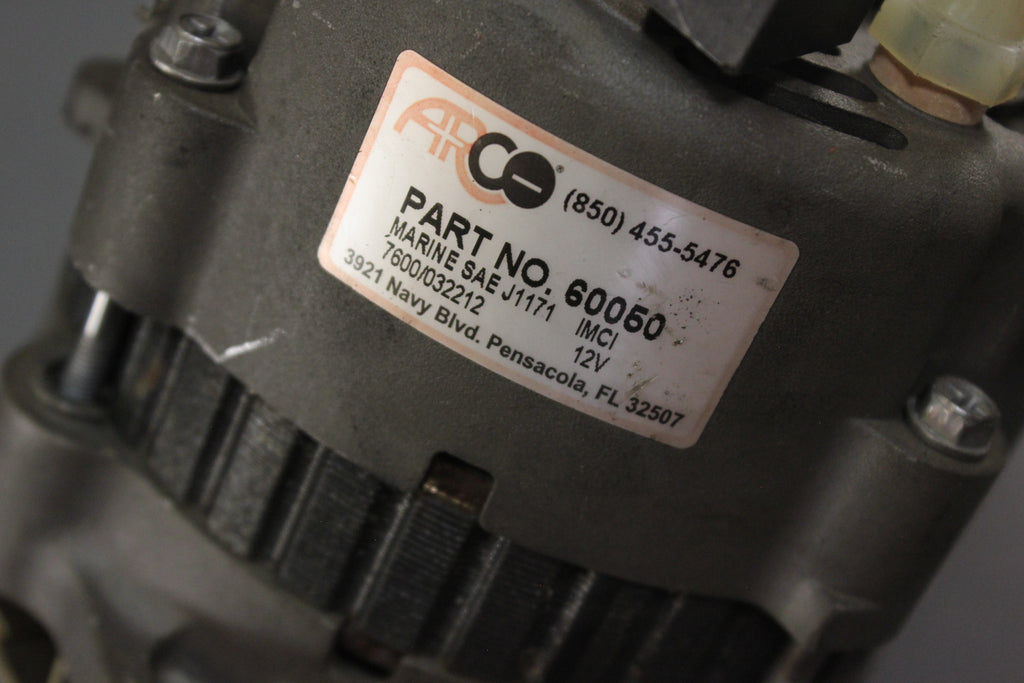 ARCO® (850) 455-5476
PART NO. 60050
MARINE SAE J1171 IMCI
7600/032212 12V
3921 Navy Blvd. Pensacola, FL 32507